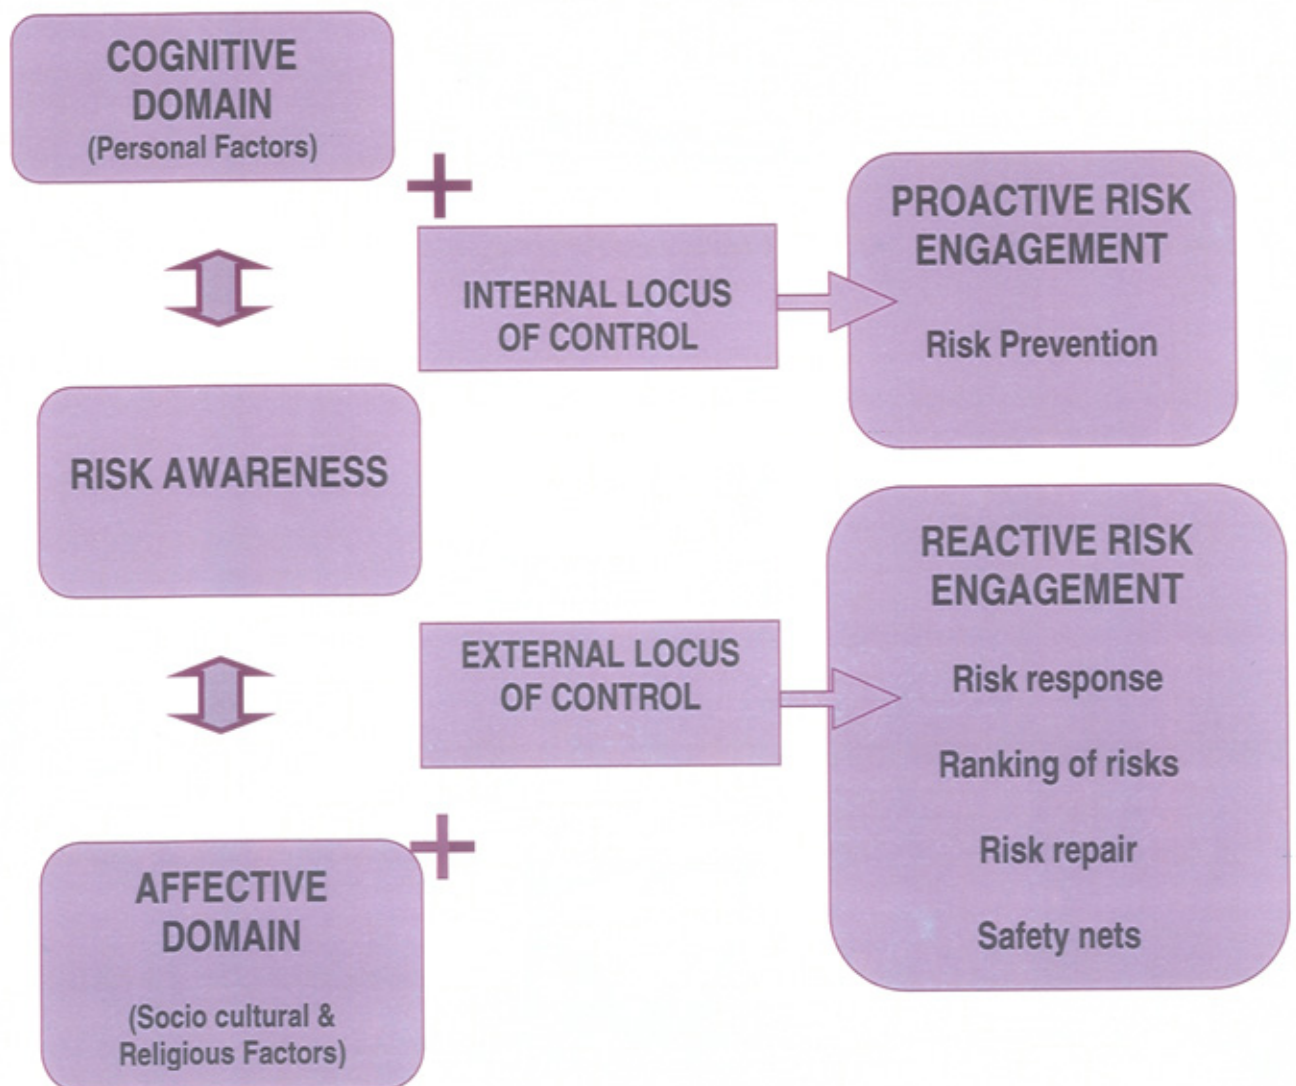 COGNITIVE
DOMAIN
(Personal Factors)
+
INTERNAL LOCUS
OF CONTROL
PROACTIVE RISK
ENGAGEMENT
Risk Prevention
RISK AWARENESS
EXTERNAL LOCUS
OF CONTROL
REACTIVE RISK
ENGAGEMENT
Risk response
Ranking of risks
Risk repair
Safety nets
+
AFFECTIVE
DOMAIN
(Socio cultural &
Religious Factors)